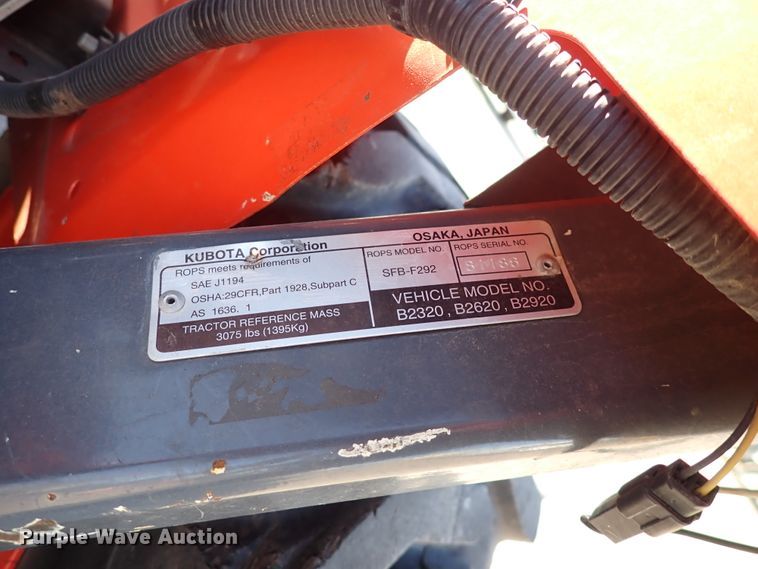 KUBOTA Corporation
OSAKA, JAPAN
ROPS meets requirements of
SAE J1194
OSHA:29CFR,Part 1928,Subpart C
AS 1636. 1
TRACTOR REFERENCE MASS
3075 lbs (1395Kg)
ROPS MODEL NO.
SFB-F292
ROPS SERIAL NO.
VEHICLE MODEL NO.
B2320 , B2620 , B2920
Purple Wave Auction